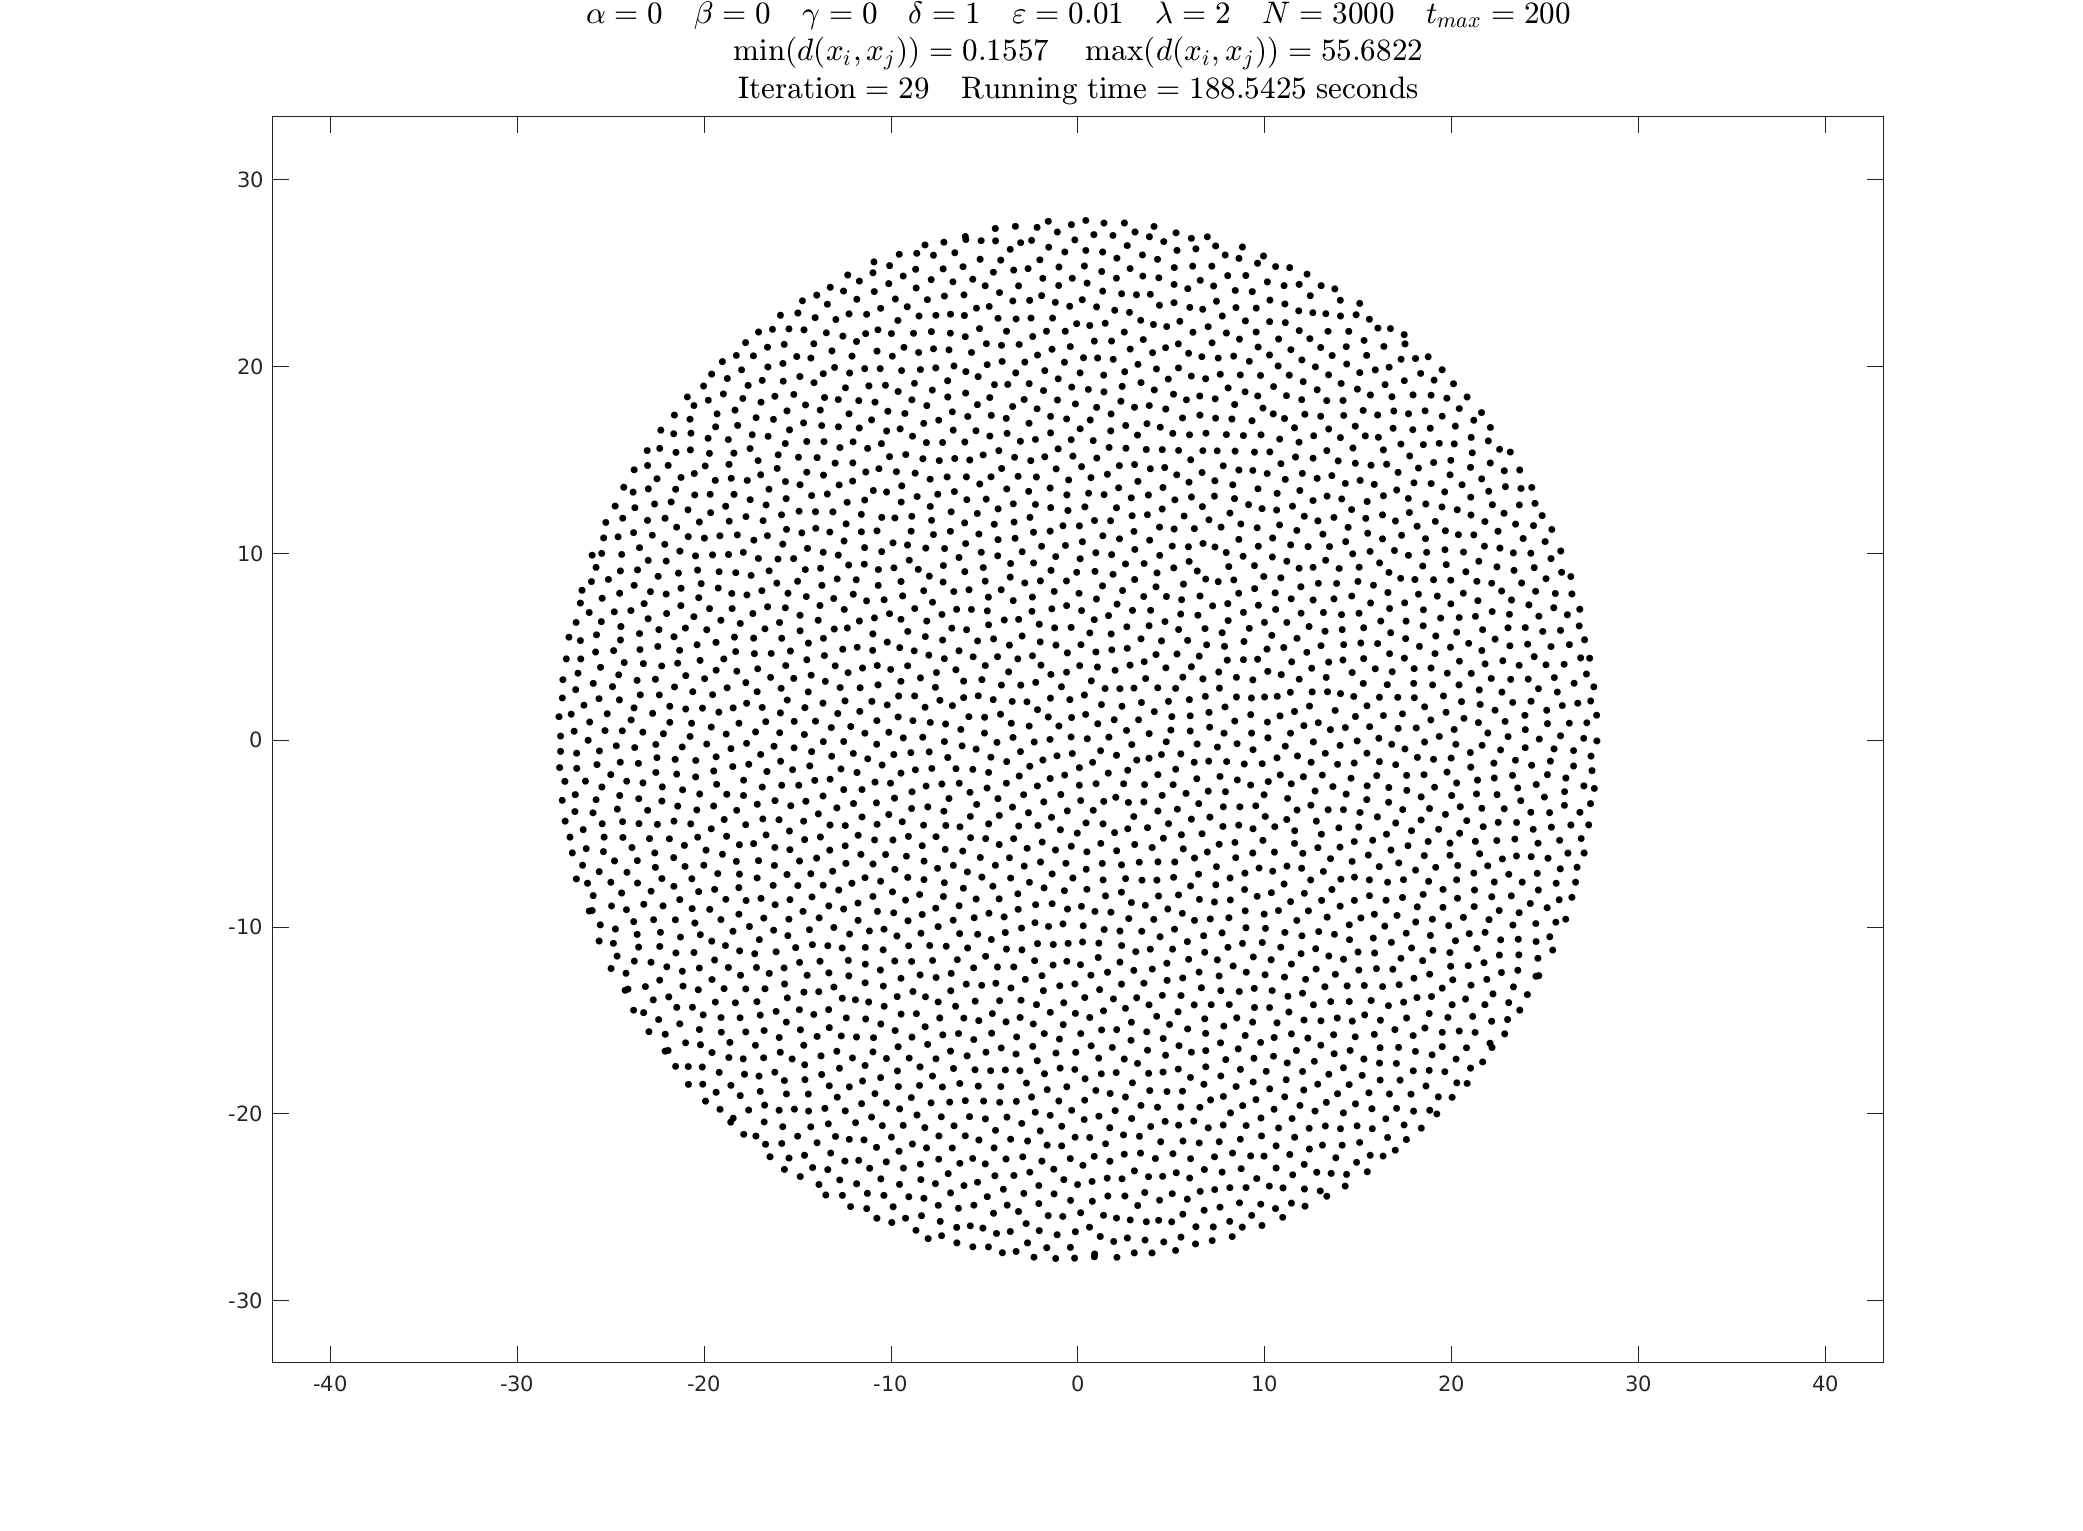 α = 0 β = 0 γ = 0 δ = 1 ε = 0.01 λ = 2 N = 3000 t_max = 200
min(d(x_i, x_j)) = 0.1557 max(d(x_i, x_j)) = 55.6822
Iteration = 29 Running time = 188.5425 seconds
30
20
10
0
-10
-20
-30
-40 -30 -20 -10 0 10 20 30 40